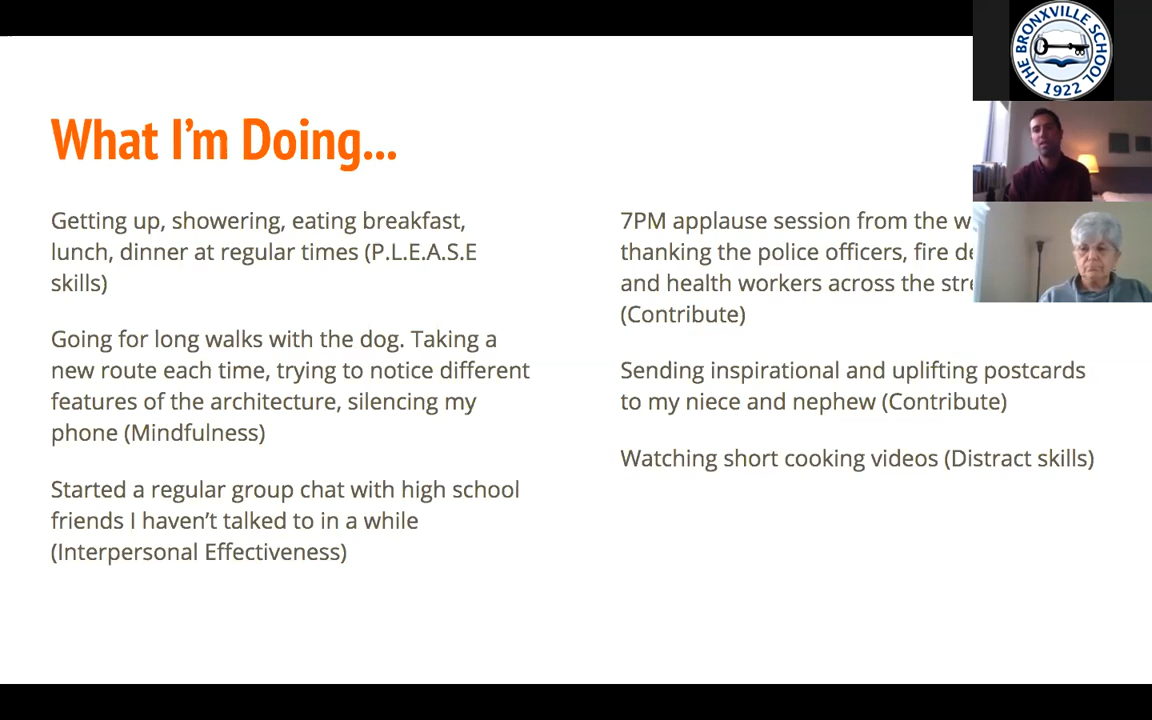 What I'm Doing...
Getting up, showering, eating breakfast,
lunch, dinner at regular times (P.L.E.A.S.E
skills)
Going for long walks with the dog. Taking a
new route each time, trying to notice different
features of the architecture, silencing my
phone (Mindfulness)
Started a regular group chat with high school
friends I haven't talked to in a while
(Interpersonal Effectiveness)
7PM applause session from the
thanking the police officers, fire
and health workers across the
(Contribute)
Sending inspirational and uplifting postcards
to my niece and nephew (Contribute)
Watching short cooking videos (Distract skills)
THE BRONXVILLE SCHOOL
1922